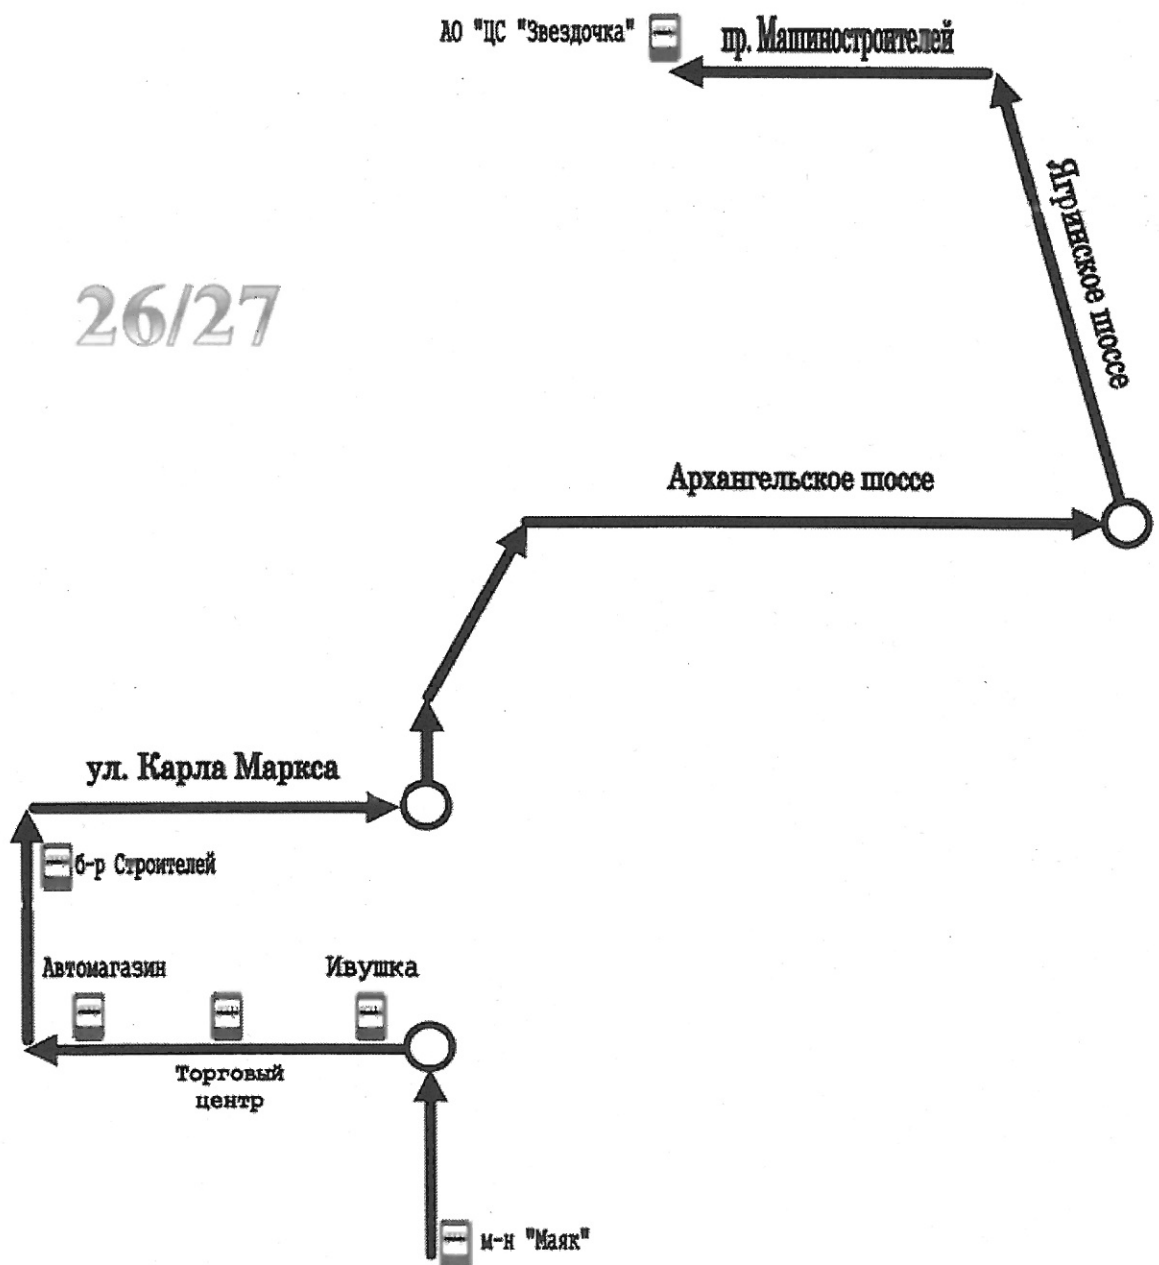 АО "ЦС "Звездочка"
пр. Машиностроителей
Ягринское шоссе
26/27
Архангельское шоссе
ул. Карла Маркса
б-р Строителей
Автомагазин
Ивушка
Торговый
центр
м-н "Маяк"